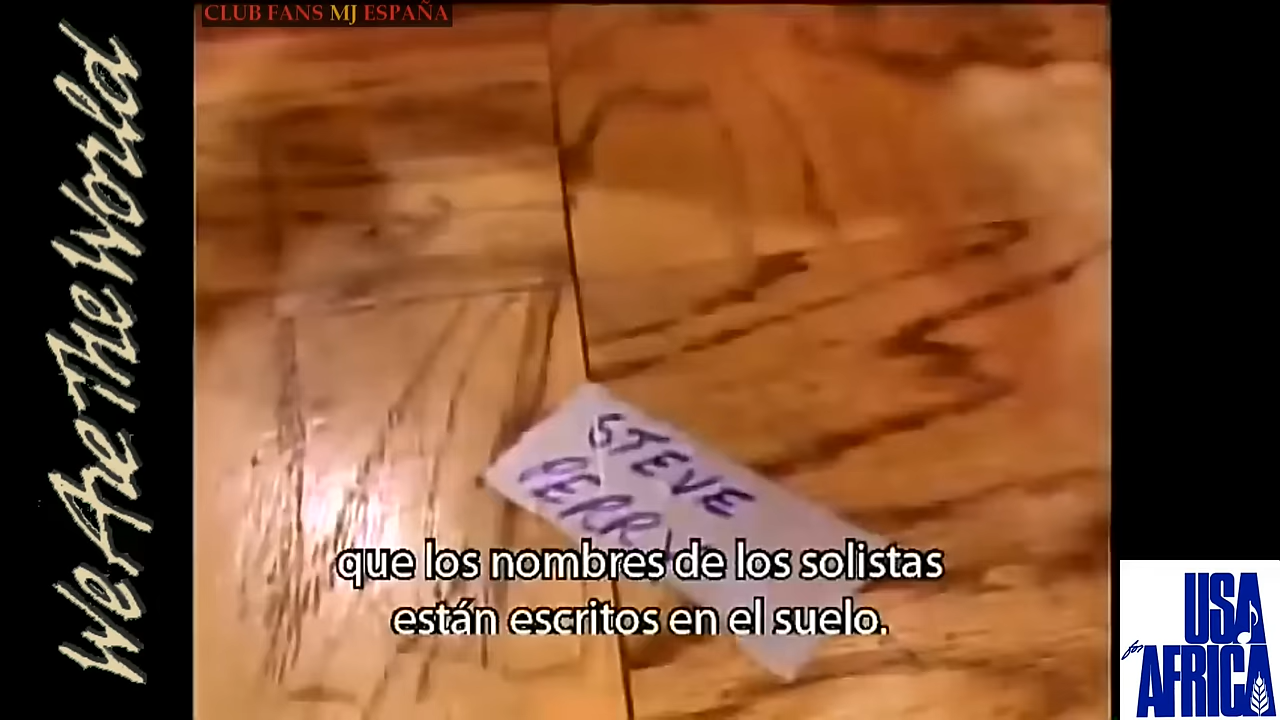 CLUB FANS MJ ESPAÑA
We Are The World
STEVE
PERRY
que los nombres de los solistas
están escritos en el suelo.
USA
for
AFRICA